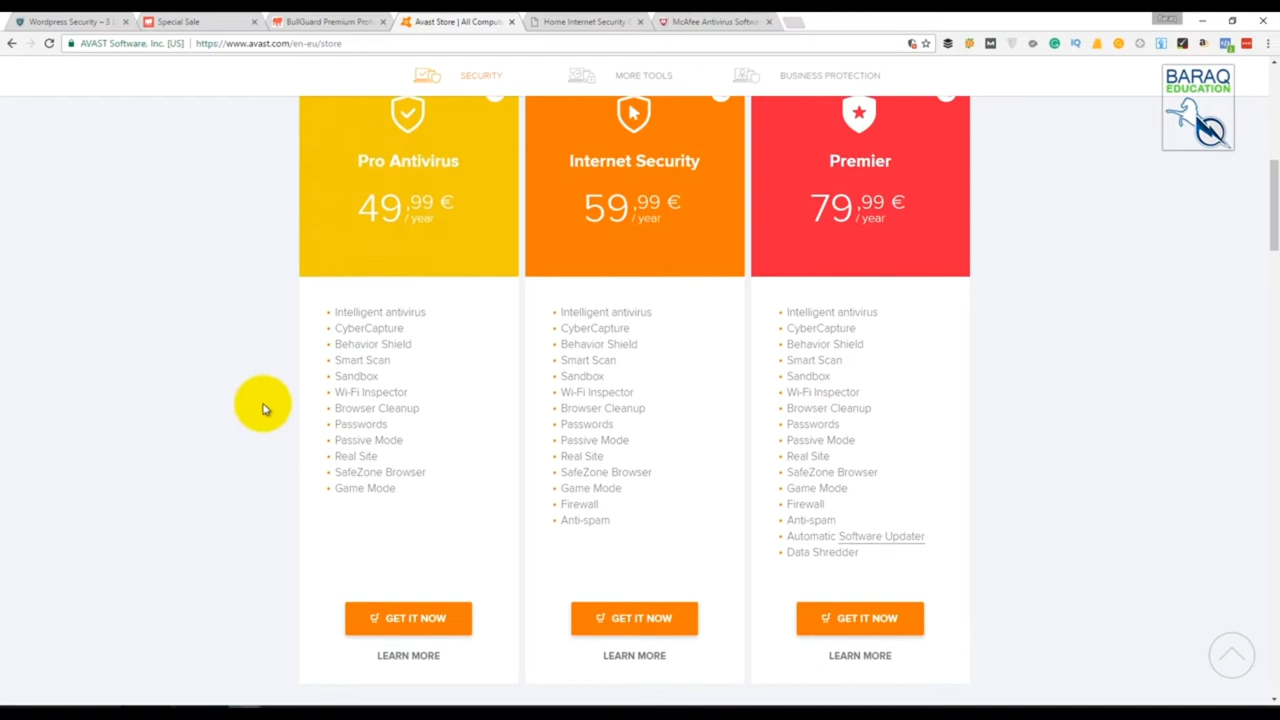 Wordpress Security – 3
Special Sale
BullGuard Premium Prote
Avast Store | All Compute
Home Internet Security &
McAfee Antivirus Softwa
Baraq
AVAST Software, Inc. [US]
https://www.avast.com/en-eu/store
SECURITY
MORE TOOLS
BUSINESS PROTECTION
BARAQ
EDUCATION
Pro Antivirus
49,99 €
/ year
Intelligent antivirus
CyberCapture
Behavior Shield
Smart Scan
Sandbox
Wi-Fi Inspector
Browser Cleanup
Passwords
Passive Mode
Real Site
SafeZone Browser
Game Mode
GET IT NOW
LEARN MORE
Internet Security
59,99 €
/ year
Intelligent antivirus
CyberCapture
Behavior Shield
Smart Scan
Sandbox
Wi-Fi Inspector
Browser Cleanup
Passwords
Passive Mode
Real Site
SafeZone Browser
Game Mode
Firewall
Anti-spam
GET IT NOW
LEARN MORE
Premier
79,99 €
/ year
Intelligent antivirus
CyberCapture
Behavior Shield
Smart Scan
Sandbox
Wi-Fi Inspector
Browser Cleanup
Passwords
Passive Mode
Real Site
SafeZone Browser
Game Mode
Firewall
Anti-spam
Automatic Software Updater
Data Shredder
GET IT NOW
LEARN MORE